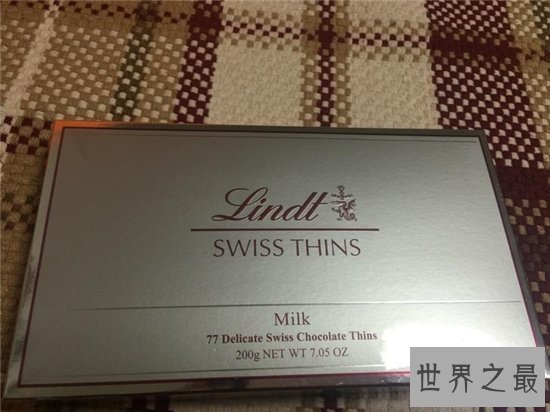 Lindt
SWISS THINS
Milk
77 Delicate Swiss Chocolate Thins
200g NET WT 7.05 OZ
世界之最